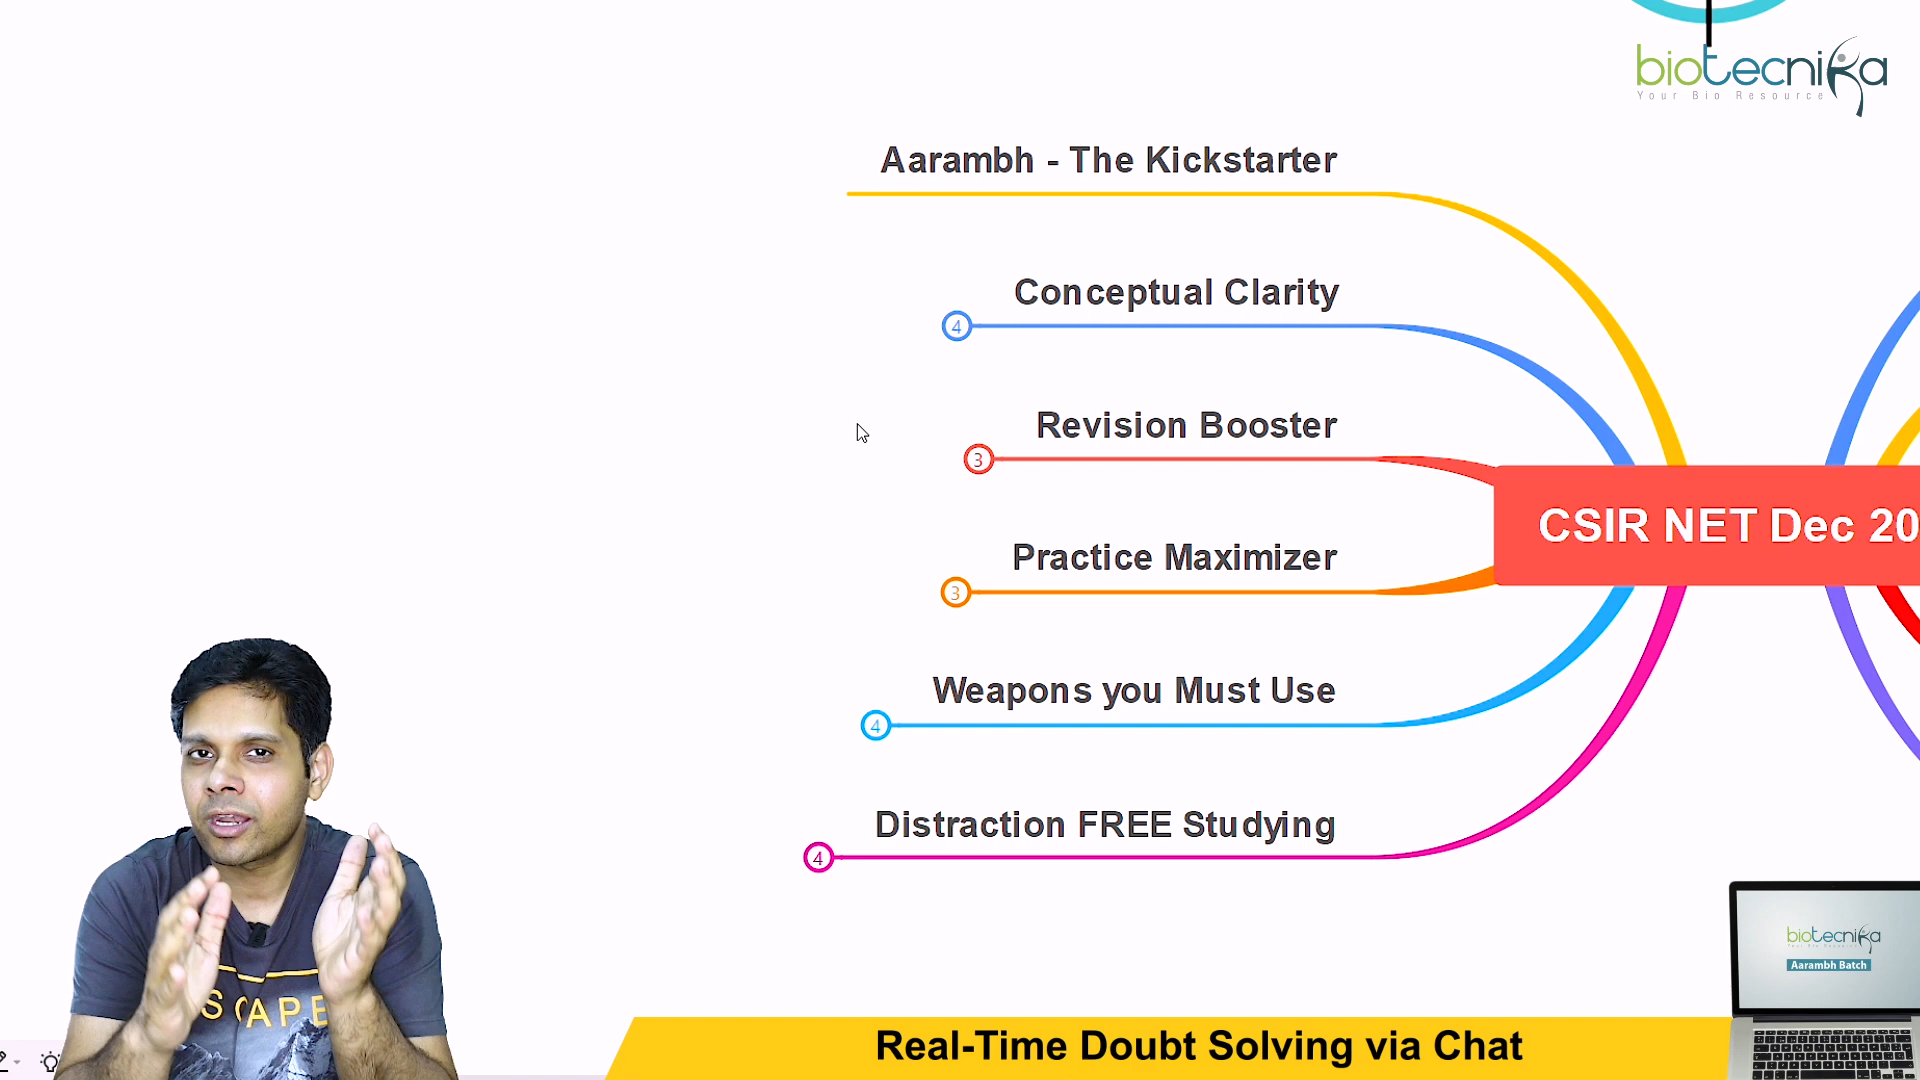 biotecnika
Your Bio Resource
Aarambh - The Kickstarter
Conceptual Clarity
4
Revision Booster
3
CSIR NET Dec 20
Practice Maximizer
3
Weapons you Must Use
4
Distraction FREE Studying
4
biotecnika
Aarambh Batch
SCAPE
Real-Time Doubt Solving via Chat